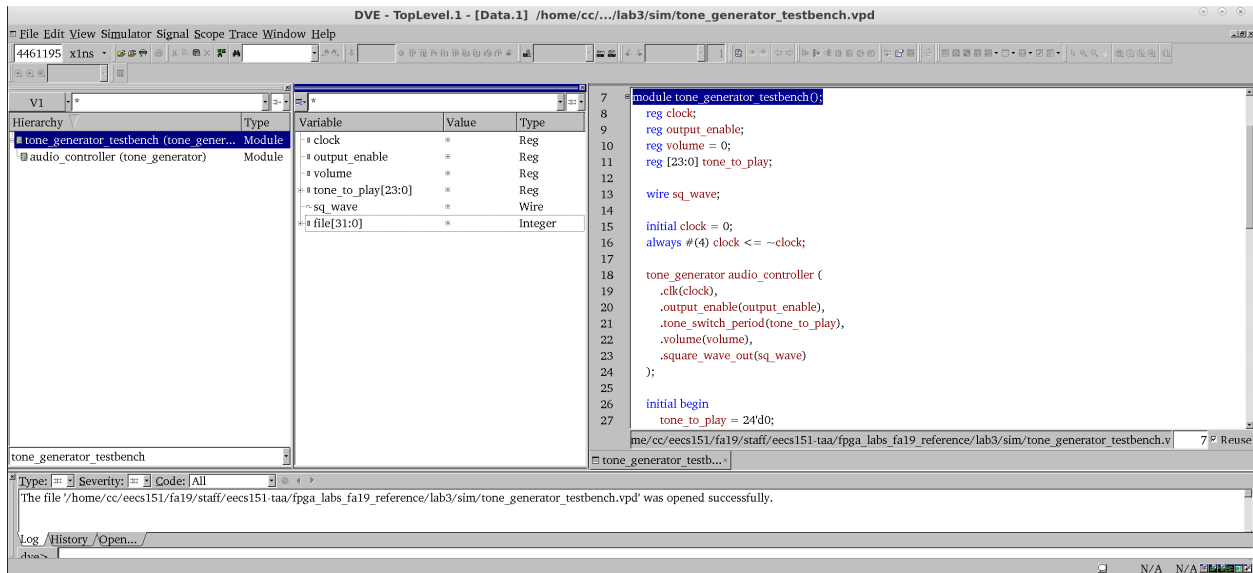 DVE - TopLevel.1 - [Data.1]  /home/cc/.../lab3/sim/tone_generator_testbench.vpd
File Edit View Simulator Signal Scope Trace Window Help
4461195 x1ns
V1 *
Hierarchy Type
tone_generator_testbench (tone_gener... Module
audio_controller (tone_generator) Module
tone_generator_testbench
*
Variable Value Type
clock Reg
output_enable Reg
volume Reg
tone_to_play[23:0] Reg
sq_wave Wire
file[31:0] Integer
7 module tone_generator_testbench();
8 reg clock;
9 reg output_enable;
10 reg volume = 0;
11 reg [23:0] tone_to_play;
12
13 wire sq_wave;
14
15 initial clock = 0;
16 always #(4) clock <= ~clock;
17
18 tone_generator audio_controller (
19 .clk(clock),
20 .output_enable(output_enable),
21 .tone_switch_period(tone_to_play),
22 .volume(volume),
23 .square_wave_out(sq_wave)
24 );
25
26 initial begin
27 tone_to_play = 24'd0;
me/cc/eecs151/fa19/staff/eecs151-taa/fpga_labs_fa19_reference/lab3/sim/tone_generator_testbench.v 7 Reuse
tone_generator_testb...
Type: Severity: Code: All
The file '/home/cc/eecs151/fa19/staff/eecs151-taa/fpga_labs_fa19_reference/lab3/sim/tone_generator_testbench.vpd' was opened successfully.
Log History Open...
dve>
N/A N/A